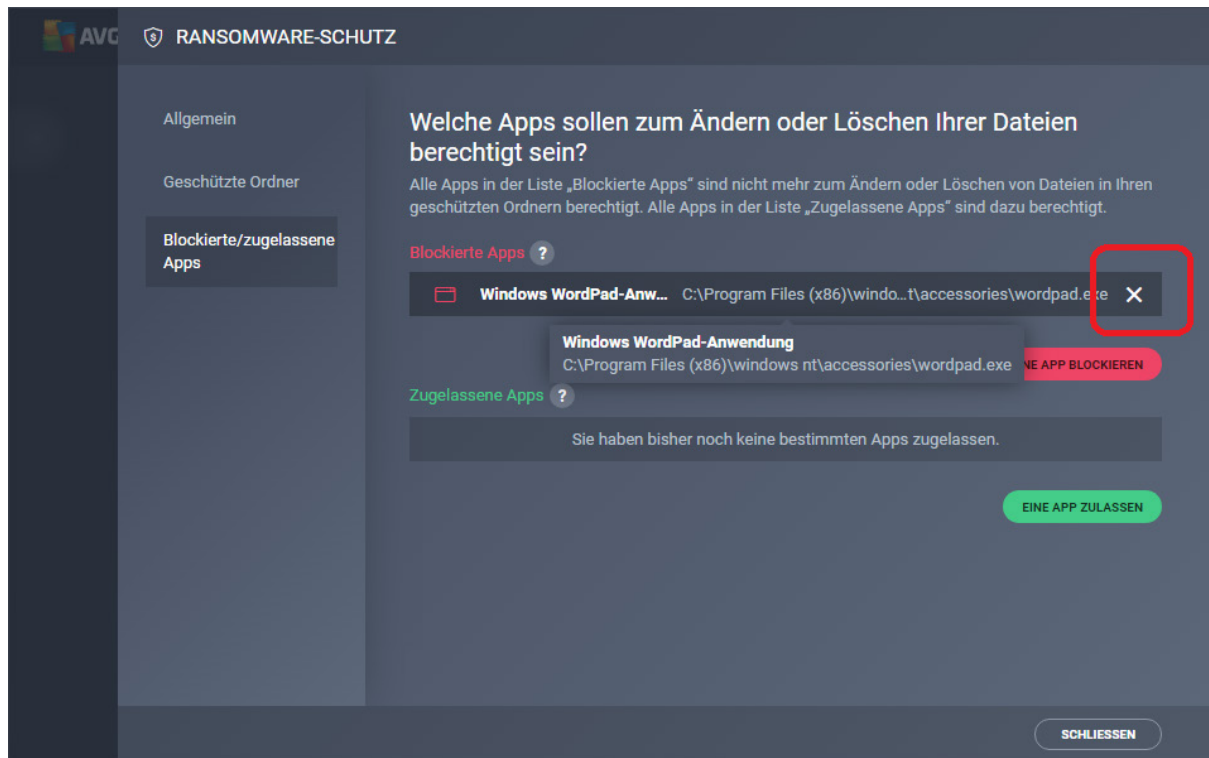 AVG
RANSOMWARE-SCHUTZ
Allgemein
Geschützte Ordner
Blockierte/zugelassene
Apps
Welche Apps sollen zum Ändern oder Löschen Ihrer Dateien
berechtigt sein?
Alle Apps in der Liste „Blockierte Apps“ sind nicht mehr zum Ändern oder Löschen von Dateien in Ihren
geschützten Ordnern berechtigt. Alle Apps in der Liste „Zugelassene Apps“ sind dazu berechtigt.
Blockierte Apps ?
Windows WordPad-Anw... C:\Program Files (x86)\windo...t\accessories\wordpad.exe
Windows WordPad-Anwendung
C:\Program Files (x86)\windows nt\accessories\wordpad.exe
NE APP BLOCKIEREN
Zugelassene Apps ?
Sie haben bisher noch keine bestimmten Apps zugelassen.
EINE APP ZULASSEN
SCHLIESSEN